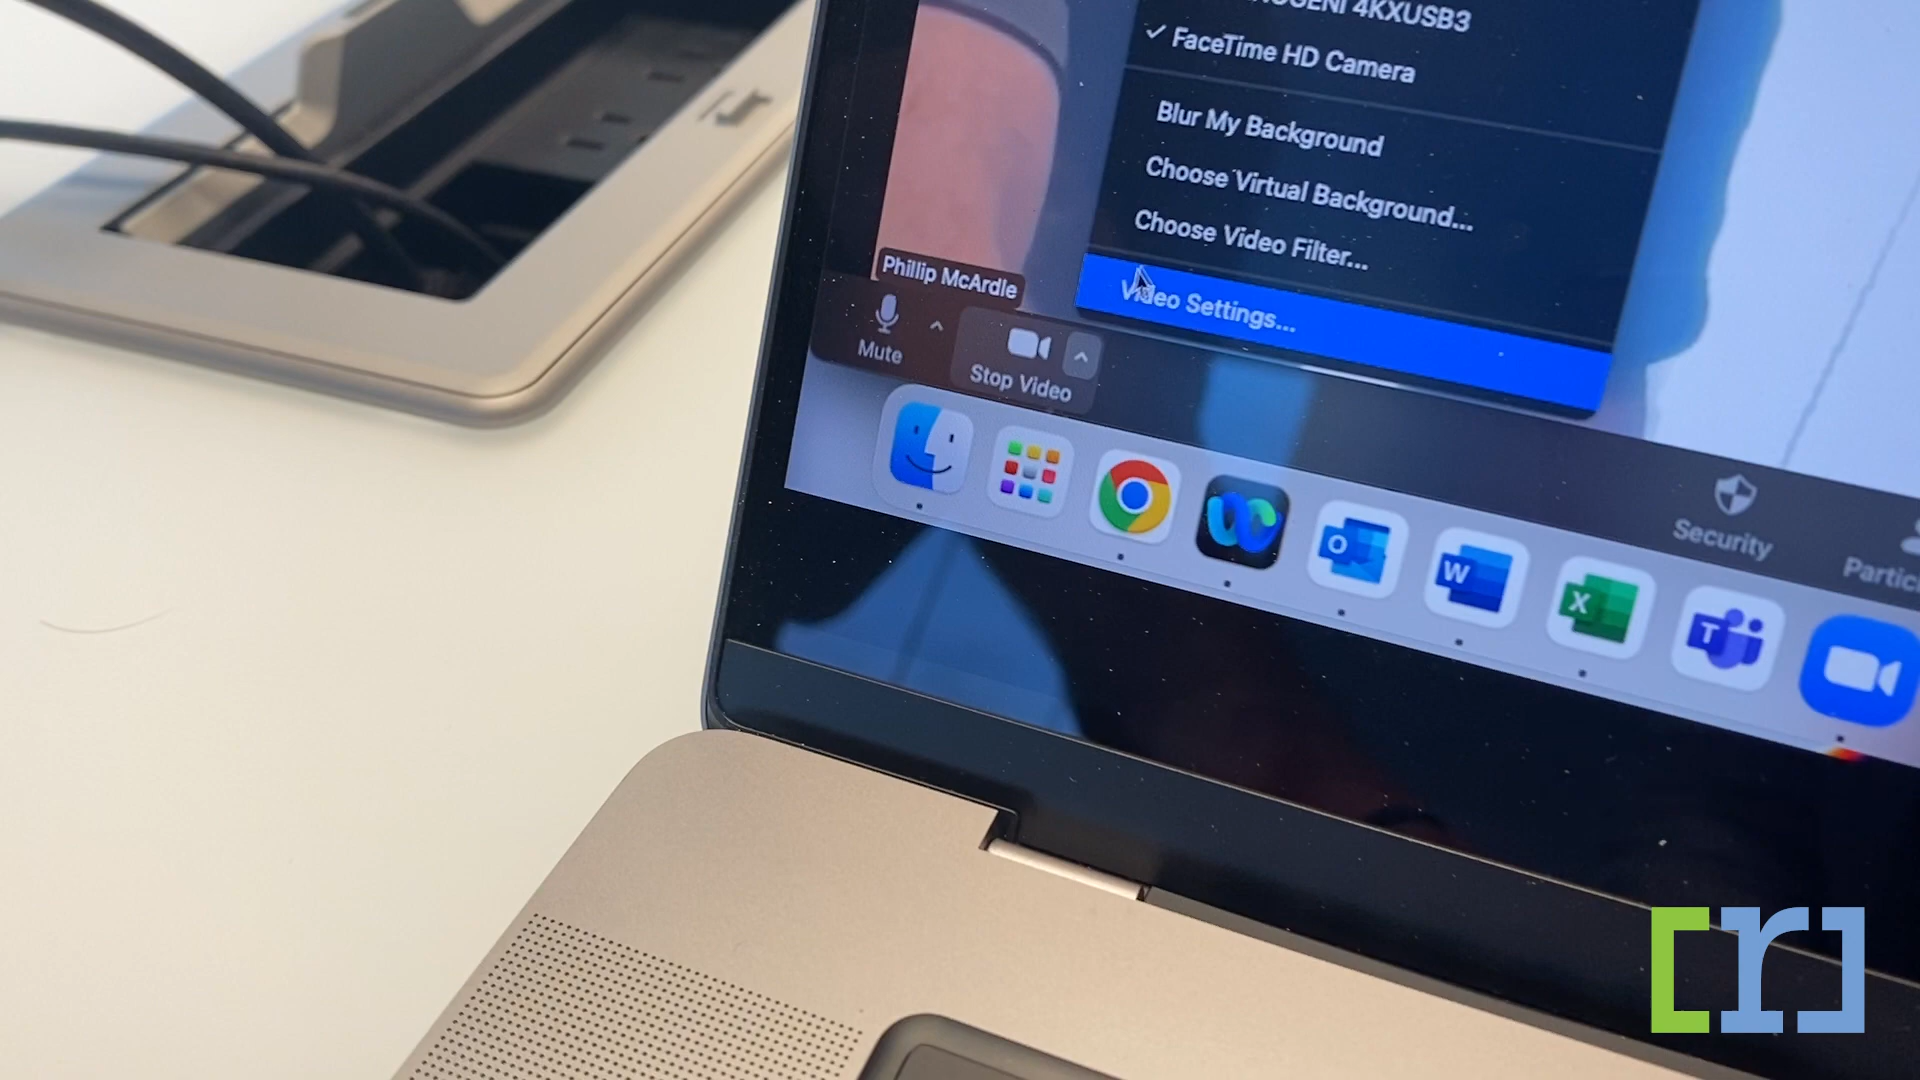 4KXUSB3
✓ FaceTime HD Camera
Blur My Background
Choose Virtual Background...
Choose Video Filter...
Video Settings...
Phillip McArdle
Mute
Stop Video
Security
O
W
X
T
[r]